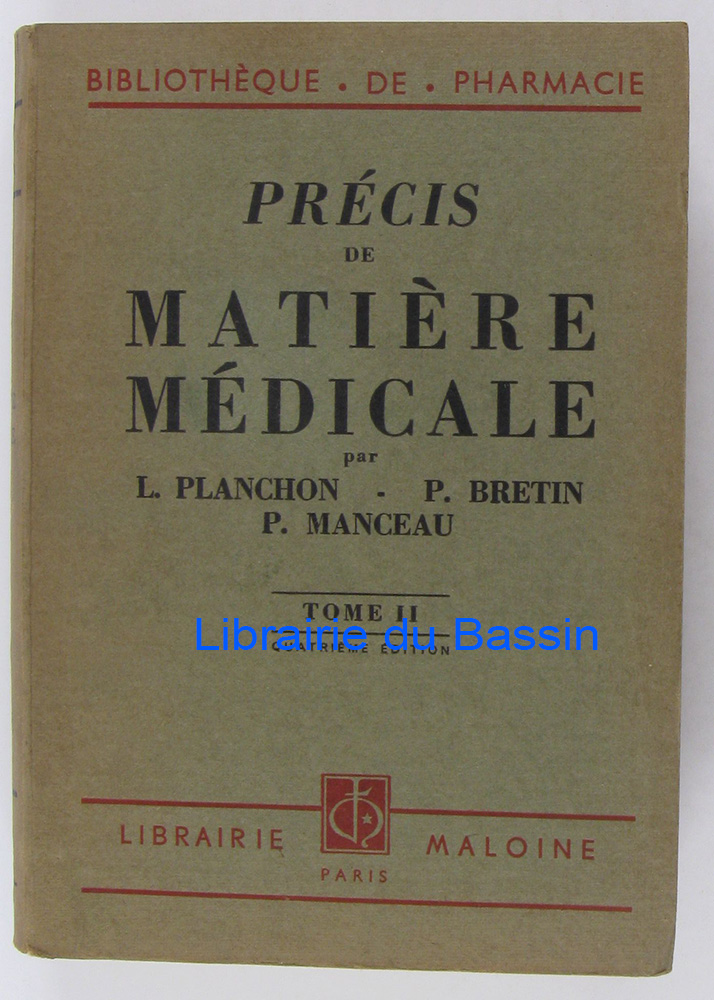 BIBLIOTHÈQUE • DE • PHARMACIE
PRÉCIS
DE
MATIÈRE
MÉDICALE
par
L. PLANCHON - P. BRETIN
P. MANCEAU
TOME II
Librairie du Bassin
QUATRIÈME ÉDITION
LIBRAIRIE MALOINE
PARIS